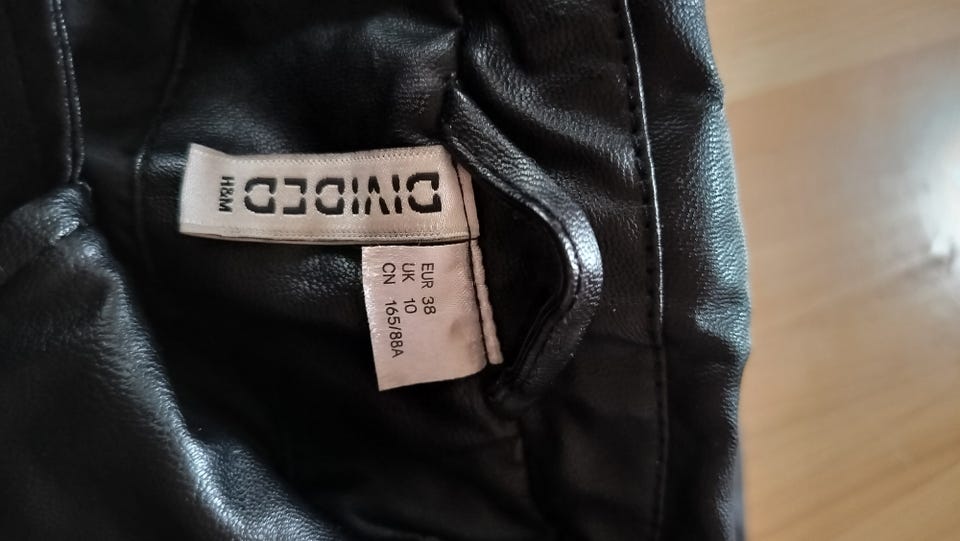 DIVIDED
H&M
EUR 38
UK 10
CN 165/88A